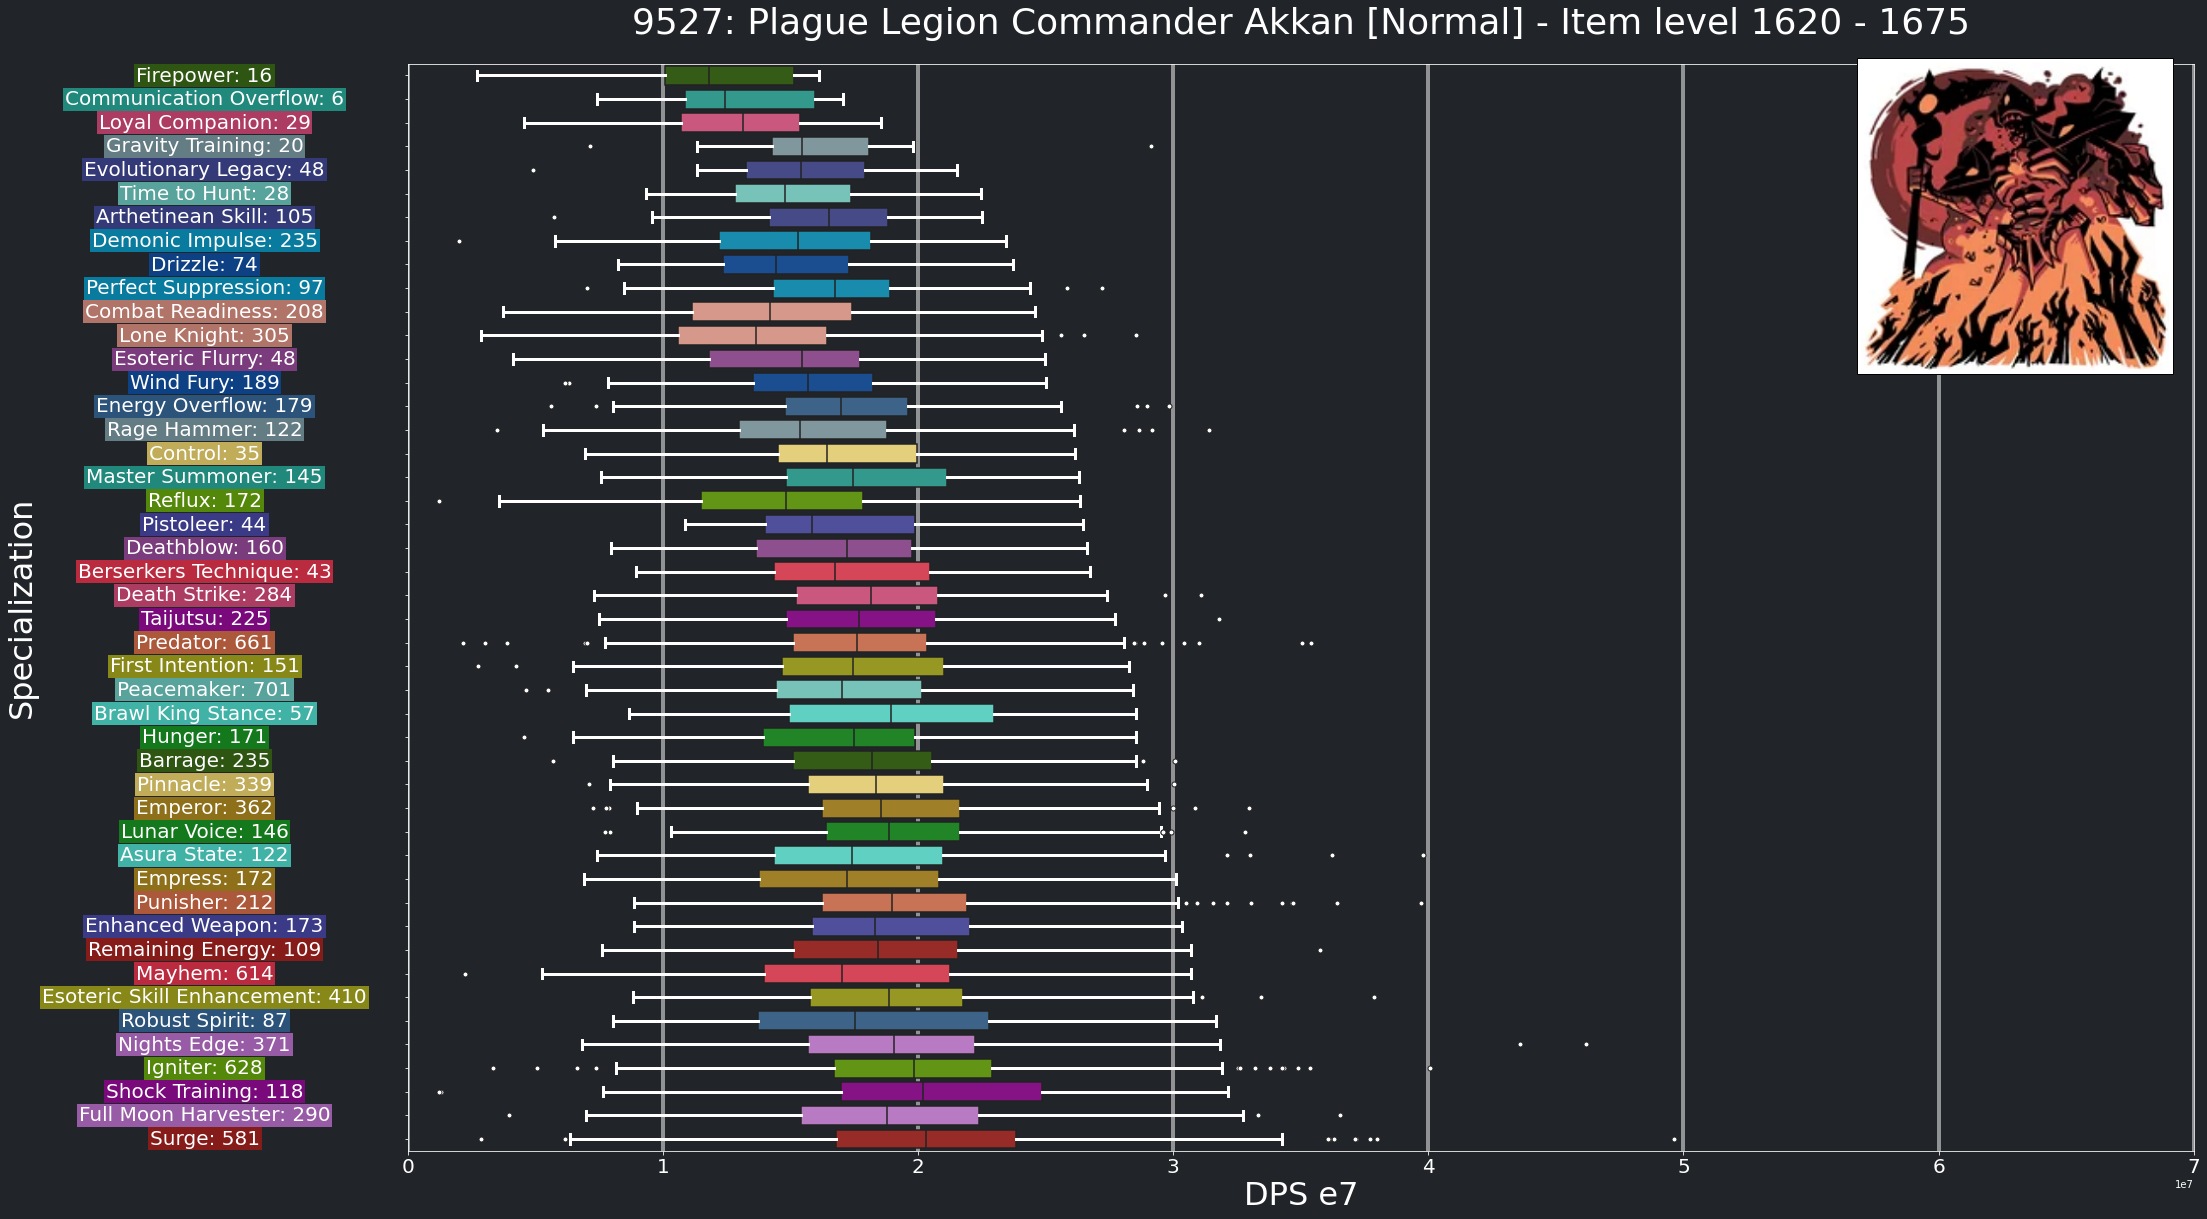 9527: Plague Legion Commander Akkan [Normal] - Item level 1620 - 1675
Specialization
Firepower: 16
Communication Overflow: 6
Loyal Companion: 29
Gravity Training: 20
Evolutionary Legacy: 48
Time to Hunt: 28
Arthetinean Skill: 105
Demonic Impulse: 235
Drizzle: 74
Perfect Suppression: 97
Combat Readiness: 208
Lone Knight: 305
Esoteric Flurry: 48
Wind Fury: 189
Energy Overflow: 179
Rage Hammer: 122
Control: 35
Master Summoner: 145
Reflux: 172
Pistoleer: 44
Deathblow: 160
Berserkers Technique: 43
Death Strike: 284
Taijutsu: 225
Predator: 661
First Intention: 151
Peacemaker: 701
Brawl King Stance: 57
Hunger: 171
Barrage: 235
Pinnacle: 339
Emperor: 362
Lunar Voice: 146
Asura State: 122
Empress: 172
Punisher: 212
Enhanced Weapon: 173
Remaining Energy: 109
Mayhem: 614
Esoteric Skill Enhancement: 410
Robust Spirit: 87
Nights Edge: 371
Igniter: 628
Shock Training: 118
Full Moon Harvester: 290
Surge: 581
0 1 2 3 4 5 6 7
1e7
DPS e7